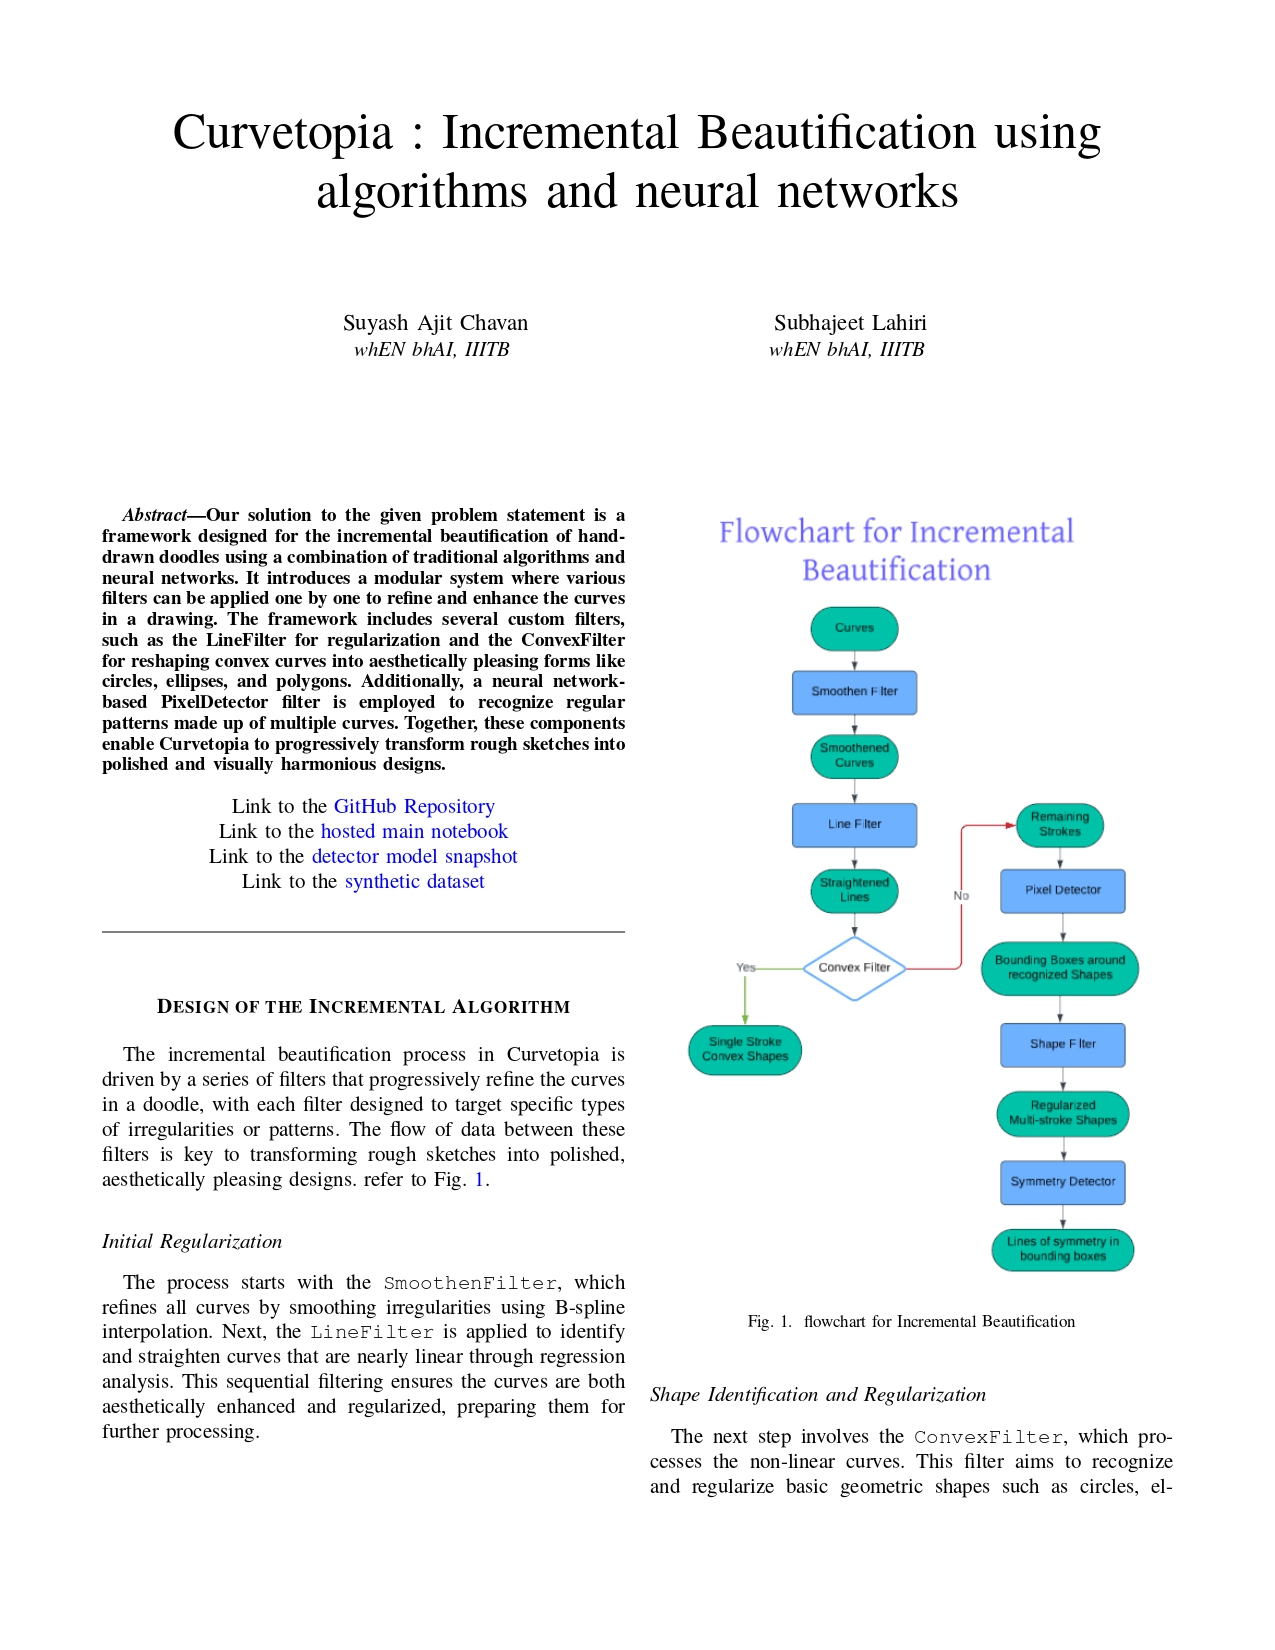 Curvetopia : Incremental Beautification using
algorithms and neural networks
Suyash Ajit Chavan
whEN bhAI, IIITB
Subhajeet Lahiri
whEN bhAI, IIITB
Abstract—Our solution to the given problem statement is a
framework designed for the incremental beautification of hand-
drawn doodles using a combination of traditional algorithms and
neural networks. It introduces a modular system where various
filters can be applied one by one to refine and enhance the curves
in a drawing. The framework includes several custom filters,
such as the LineFilter for regularization and the ConvexFilter
for reshaping convex curves into aesthetically pleasing forms like
circles, ellipses, and polygons. Additionally, a neural network-
based PixelDetector filter is employed to recognize regular
patterns made up of multiple curves. Together, these components
enable Curvetopia to progressively transform rough sketches into
polished and visually harmonious designs.
Link to the GitHub Repository
Link to the hosted main notebook
Link to the detector model snapshot
Link to the synthetic dataset
DESIGN OF THE INCREMENTAL ALGORITHM
The incremental beautification process in Curvetopia is
driven by a series of filters that progressively refine the curves
in a doodle, with each filter designed to target specific types
of irregularities or patterns. The flow of data between these
filters is key to transforming rough sketches into polished,
aesthetically pleasing designs. refer to Fig. 1.
Initial Regularization
The process starts with the SmoothenFilter, which
refines all curves by smoothing irregularities using B-spline
interpolation. Next, the LineFilter is applied to identify
and straighten curves that are nearly linear through regression
analysis. This sequential filtering ensures the curves are both
aesthetically enhanced and regularized, preparing them for
further processing.
Flowchart for Incremental
Beautification
Curves
Smoothen Filter
Smoothened
Curves
Line Filter
Straightened
Lines
Convex Filter
Yes
No
Single Stroke
Convex Shapes
Remaining
Strokes
Pixel Detector
Bounding Boxes around
recognized Shapes
Shape Filter
Regularized
Multi-stroke Shapes
Symmetry Detector
Lines of symmetry in
bounding boxes
Fig. 1. flowchart for Incremental Beautification
Shape Identification and Regularization
The next step involves the ConvexFilter, which pro-
cesses the non-linear curves. This filter aims to recognize
and regularize basic geometric shapes such as circles, el-